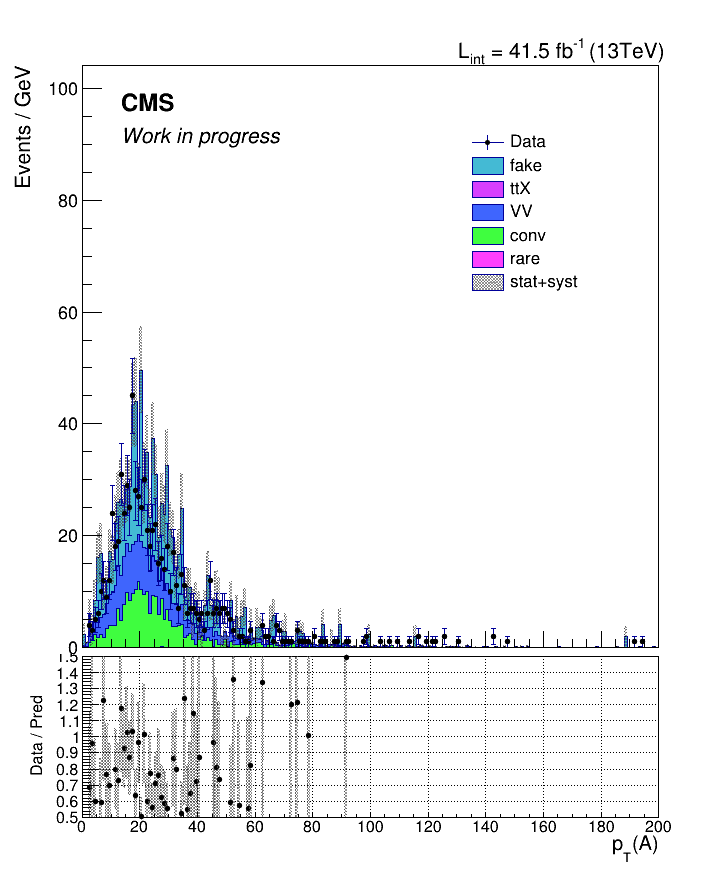 L_int = 41.5 fb^-1 (13TeV)
Events / GeV
CMS
Work in progress
Data
fake
ttX
VV
conv
rare
stat+syst
100
80
60
40
20
0
Data / Pred
1.5
1.4
1.3
1.2
1.1
1
0.9
0.8
0.7
0.6
0.5
0 20 40 60 80 100 120 140 160 180 200
p_T(A)